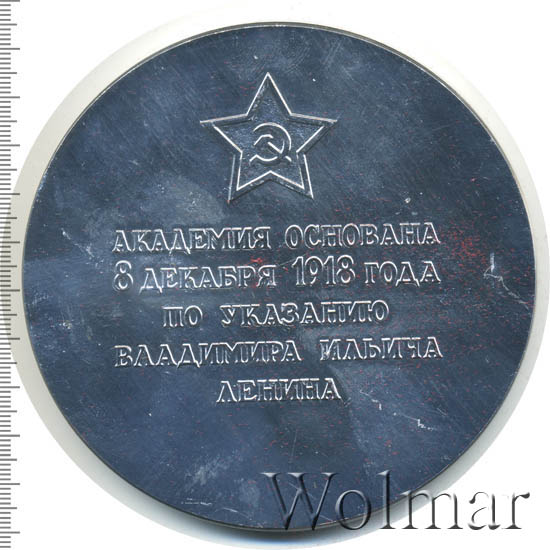 АКАДЕМИЯ ОСНОВАНА
8 ДЕКАБРЯ 1918 ГОДА
ПО УКАЗАНИЮ
ВЛАДИМИРА ИЛЬИЧА
ЛЕНИНА
Wolmar